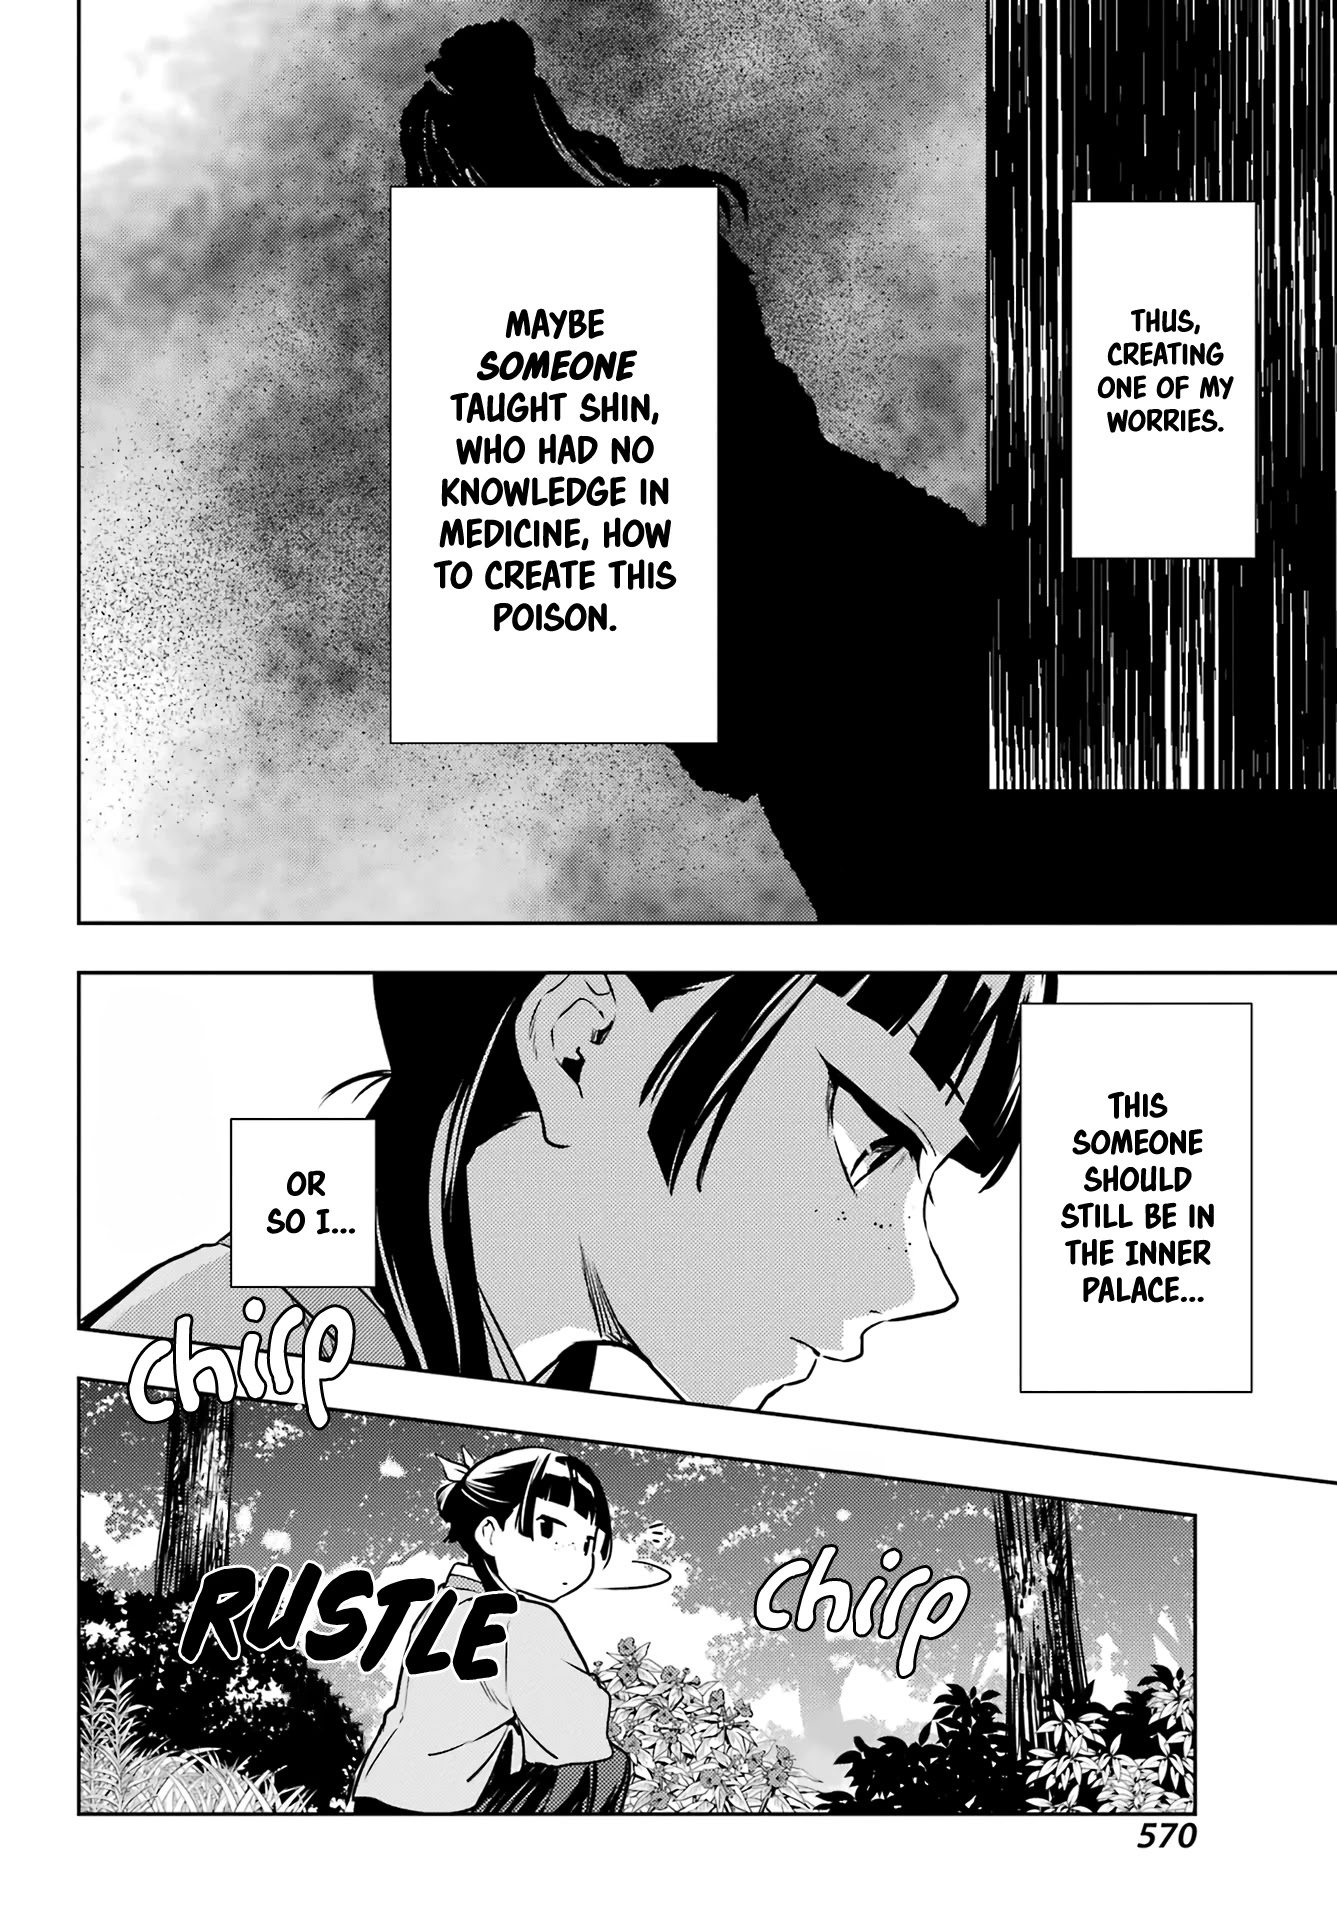 THUS,
CREATING
ONE OF MY
WORRIES.
MAYBE
SOMEONE
TAUGHT SHIN,
WHO HAD NO
KNOWLEDGE IN
MEDICINE, HOW
TO CREATE THIS
POISON.
THIS
SOMEONE
SHOULD
STILL BE IN
THE INNER
PALACE...
OR
SO I...
chirp
chirp
RUSTLE
570